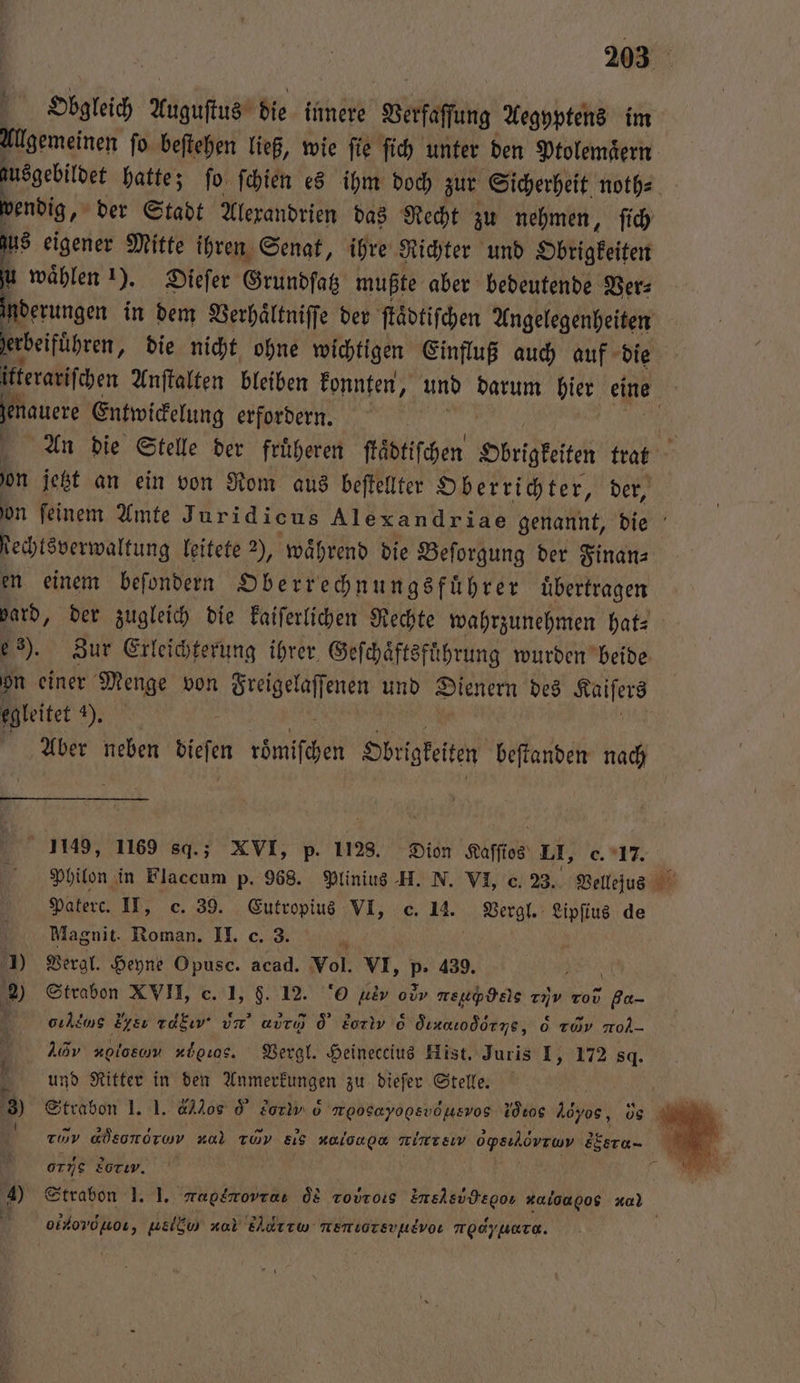 203
Obgleich Auguſtus die innere Verfaſſung Aegyptens im
Allgemeinen ſo beſtehen ließ, wie ſie ſich unter den Ptolemäern
ausgebildet hatte; ſo ſchien es ihm doch zur Sicherheit noth⸗
wendig, der Stadt Alexandrien das Recht zu nehmen, ſich
aus eigener Mitte ihren Senat, ihre Richter und Obrigkeiten
zu wählen 1). Dieſer Grundſatz mußte aber bedeutende Ver⸗
änderungen in dem Verhältniſſe der ſtädtiſchen Angelegenheiten
herbeiführen, die nicht ohne wichtigen Einfluß auch auf die
itterariſchen Anſtalten bleiben konnten, und darum hier eine
genauere Entwickelung erfordern.
An die Stelle der früheren ſtädtiſchen Obrigkeiten trat
von jetzt an ein von Rom aus beſtellter Oberrichter, der,
von ſeinem Amte Juridicus Alexandriae genannt, die
Rechtsverwaltung leitete 2), während die Beſorgung der Finan⸗
en einem beſondern Oberrechnungsführer übertragen
ward, der zugleich die kaiſerlichen Rechte wahrzunehmen hat⸗
e 3). Zur Erleichterung ihrer Geſchäftsführung wurden beide
von einer Menge von Freigelaſſenen und Dienern des Kaiſers
egleitet 4).
Aber neben dieſen römiſchen Obrigkeiten beſtanden nach
1149, 1169 sq.; XVI, p. 1128. Dion Kaſſios LI, c. 17.
Philon in Flaccum p. 968. Plinius H. N. VI, c. 23. Vellejus
Paterc. II, c. 39. Eutropius VI, c. 14. Vergl. Lipſius de
Magnit. Roman. II. c. 3.
1) Vergl. Heyne Opusc. acad. Vol. VI, p. 439.
2) Strabon XVII, c. 1, §. 12. Ὁ μὲν οὖν πεμφϑεὶς τὴν τοῦ βα-
σιλέως ἔχει τάξιν· ὑπ’ αὐτῷ δ’ ἐστὶν ὁ δικαιοδότης, ὁ τῶν πολ-
λῶν κρίσεων κύριος. Vergl. Heineccius Hist. Juris I, 172 sq.
und Ritter in den Anmerkungen zu dieſer Stelle.
3) Strabon l. l. ἄλλος δ’ ἐστὶν ὁ προςαγορευόμενος ἴδιος λόγος, ὃς
τῶν ἀδεσπότων καὶ τῶν εἰς καίσαρα πίπτειν ὀφειλόντων ἐξετα-
στής ἐστιν.
4) Strabon l. l. παρέπονται δὲ τούτοις ἐπελεύϑεροι καίσαρος καὶ
οἰκονόμοι, μείζω καὶ ἐλάττω πεπιστευμένοι πράγματα.